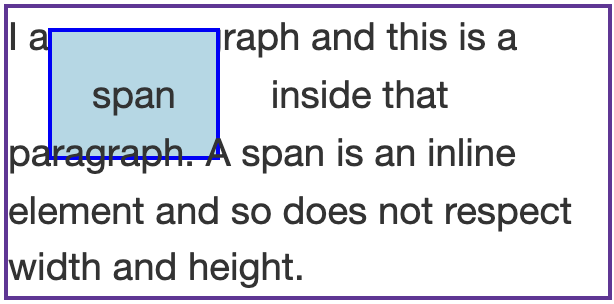 I a raph and this is a
span inside that
paragraph. A span is an inline
element and so does not respect
width and height.